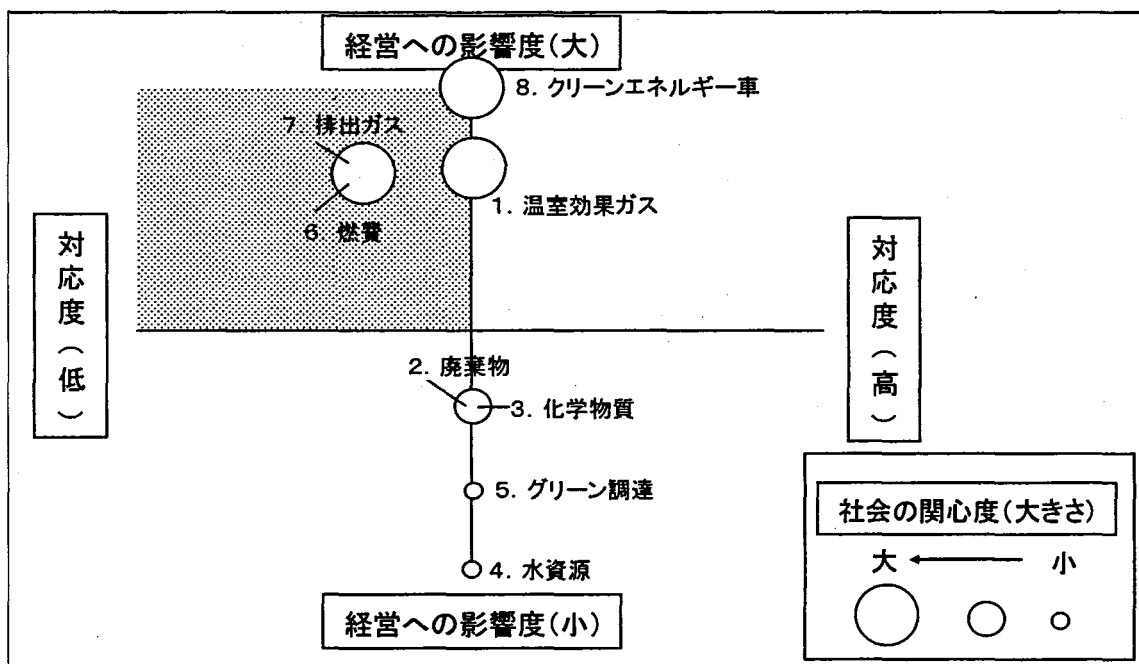 経営への影響度(大)
8. クリーンエネルギー車
7. 排出ガス
6 燃費
1. 温室効果ガス
対応度(低)
対応度(高)
2. 廃棄物
3. 化学物質
5. グリーン調達
4. 水資源
経営への影響度(小)
社会の関心度(大きさ)
大 ← 小